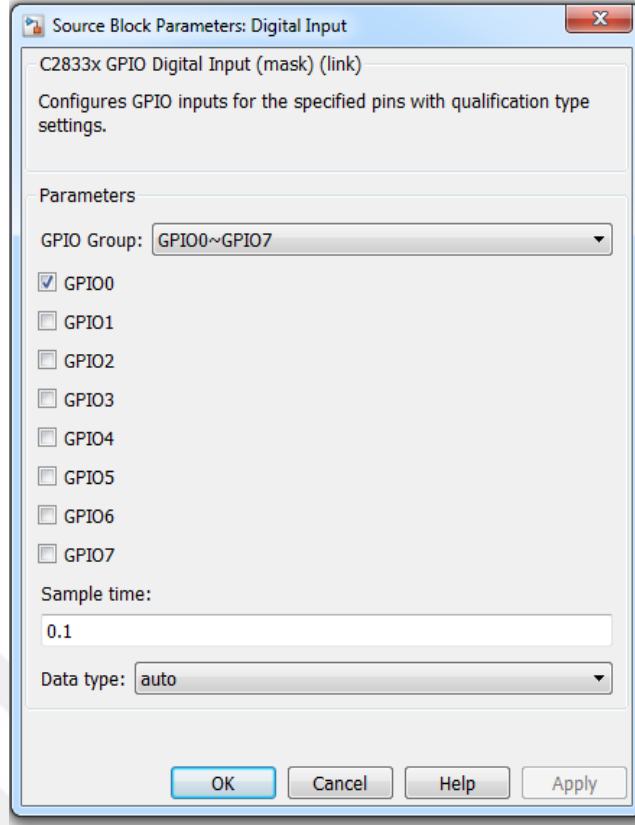 Source Block Parameters: Digital Input
C2833x GPIO Digital Input (mask) (link)
Configures GPIO inputs for the specified pins with qualification type
settings.
Parameters
GPIO Group: GPIO0~GPIO7
GPIO0
GPIO1
GPIO2
GPIO3
GPIO4
GPIO5
GPIO6
GPIO7
Sample time:
0.1
Data type: auto
OK Cancel Help Apply